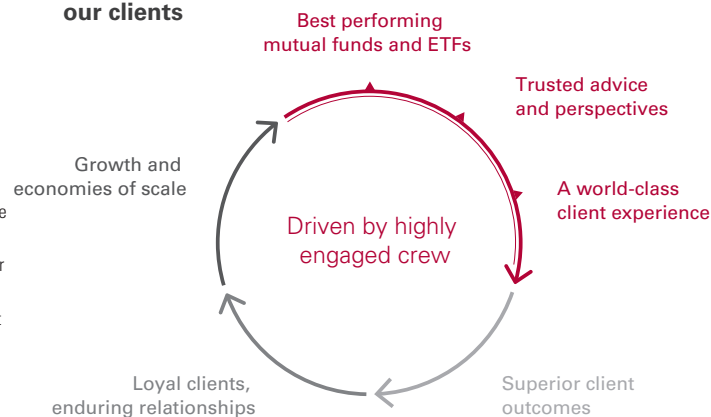 our clients
Best performing
mutual funds and ETFs
Trusted advice
and perspectives
A world-class
client experience
Superior client
outcomes
Loyal clients,
enduring relationships
Growth and
economies of scale
Driven by highly
engaged crew